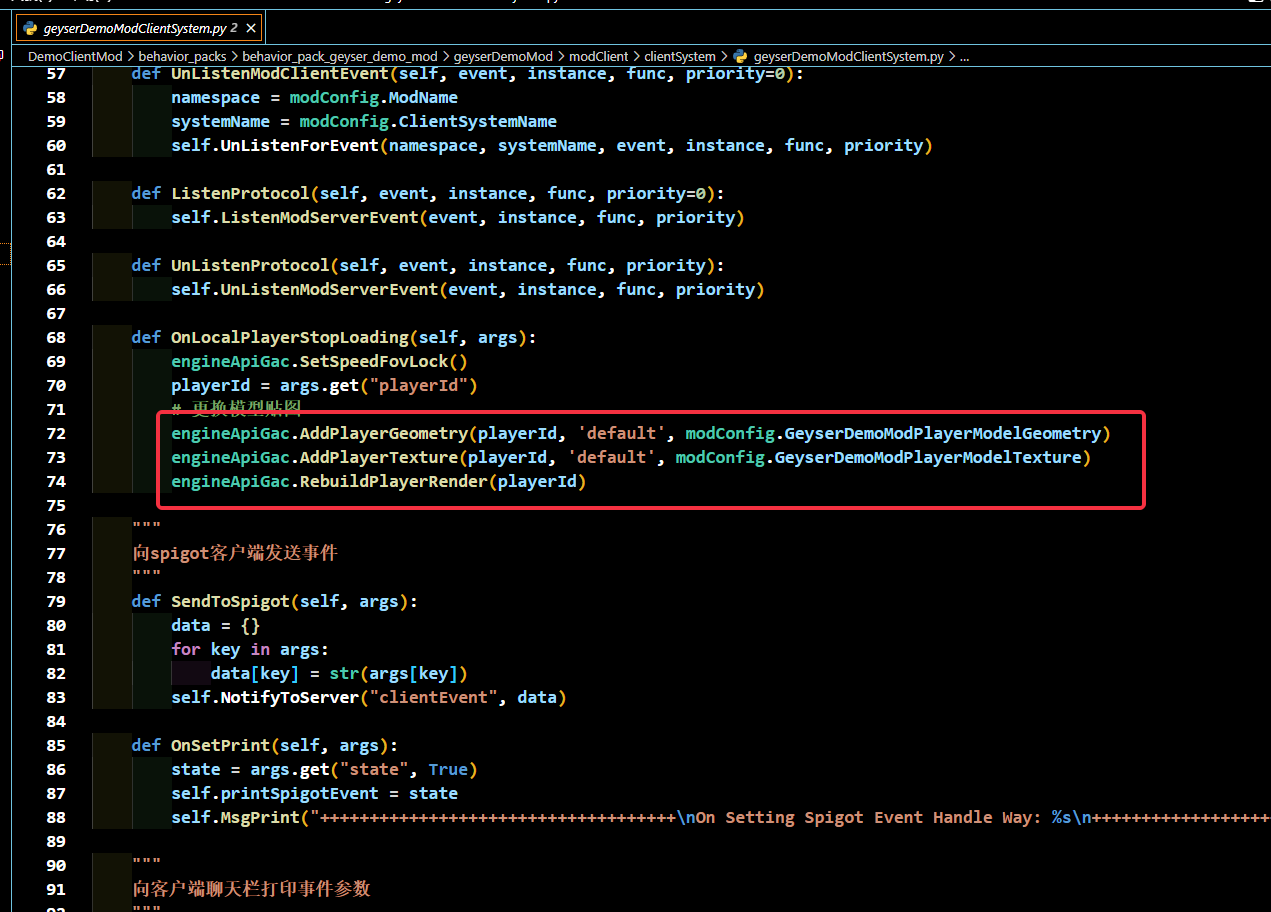 geyserDemoModClientSystem.py 2 ×
DemoClientMod > behavior_packs > behavior_pack_geyser_demo_mod > geyserDemoMod > modClient > clientSystem > geyserDemoModClientSystem.py > ...
57 def UnListenModClientEvent(self, event, instance, func, priority=0):
58 namespace = modConfig.ModName
59 systemName = modConfig.ClientSystemName
60 self.UnListenForEvent(namespace, systemName, event, instance, func, priority)
61
62 def ListenProtocol(self, event, instance, func, priority=0):
63 self.ListenModServerEvent(event, instance, func, priority)
64
65 def UnListenProtocol(self, event, instance, func, priority):
66 self.UnListenModServerEvent(event, instance, func, priority)
67
68 def OnLocalPlayerStopLoading(self, args):
69 engineApiGac.SetSpeedFovLock()
70 playerId = args.get("playerId")
71 # 更换模型贴图
72 engineApiGac.AddPlayerGeometry(playerId, 'default', modConfig.GeyserDemoModPlayerModelGeometry)
73 engineApiGac.AddPlayerTexture(playerId, 'default', modConfig.GeyserDemoModPlayerModelTexture)
74 engineApiGac.RebuildPlayerRender(playerId)
75
76 """
77 向spigot客户端发送事件
78 """
79 def SendToSpigot(self, args):
80 data = {}
81 for key in args:
82 data[key] = str(args[key])
83 self.NotifyToServer("clientEvent", data)
84
85 def OnSetPrint(self, args):
86 state = args.get("state", True)
87 self.printSpigotEvent = state
88 self.MsgPrint("++++++++++++++++++++++++++++++++++++\nOn Setting Spigot Event Handle Way: %s\n++++++++++++++++++
89
90 """
91 向客户端聊天栏打印事件参数
92 """